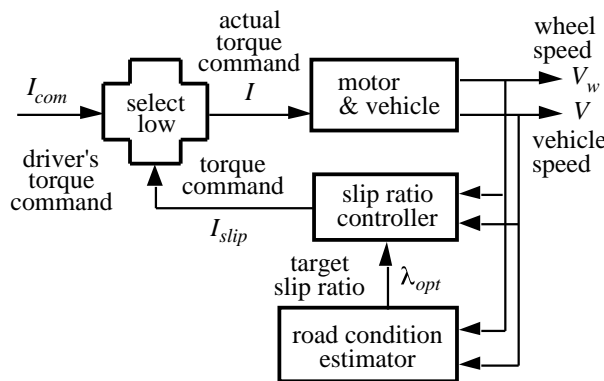 actual
torque
command
wheel
speed
I_com
select
low
I
motor
& vehicle
V_w
V
driver's
torque
command
torque
command
vehicle
speed
slip ratio
controller
I_slip
target
slip ratio
λ_opt
road condition
estimator